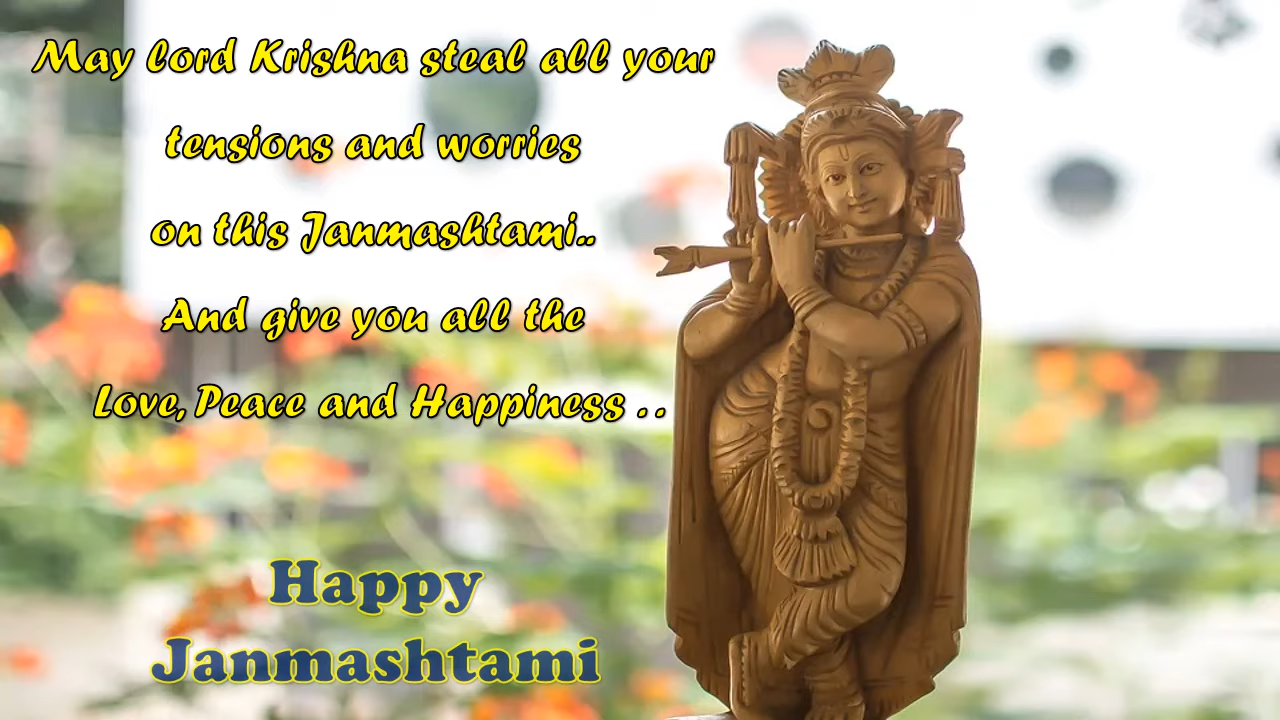 May lord Krishna steal all your
tensions and worries
on this Janmashtami..
And give you all the
Love, Peace and Happiness . .
Happy
Janmashtami